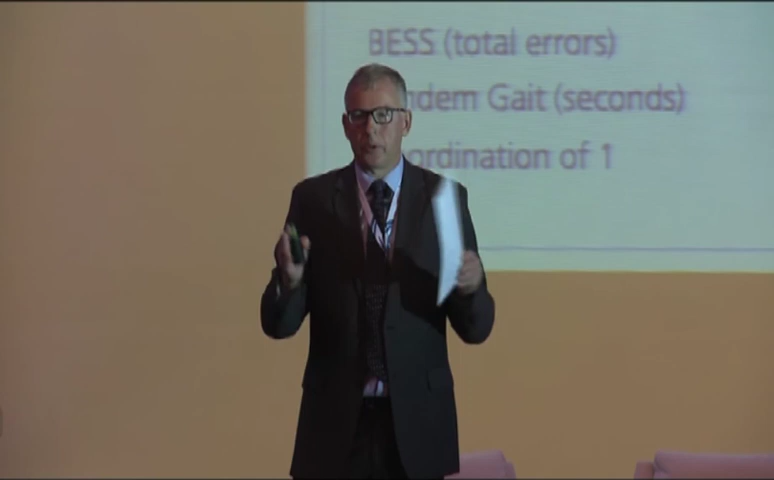 BESS (total errors)
ndem Gait (seconds)
ordination of 1